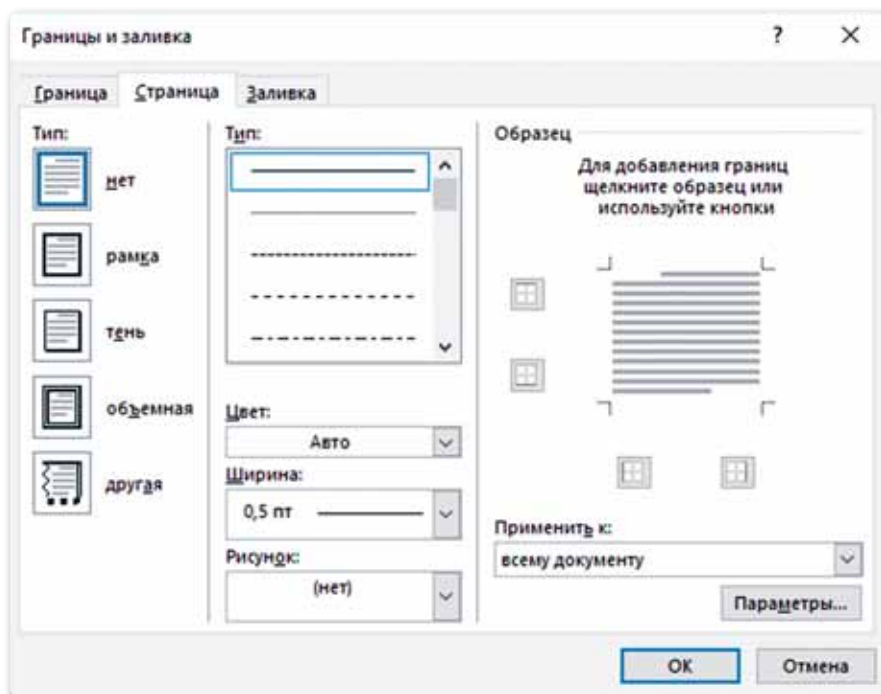 Границы и заливка
?
Граница Страница Заливка
Тип:
нет
рамка
тень
объемная
другая
Тип:
Цвет:
Авто
Ширина:
0,5 пт
Рисунок:
(нет)
Образец
Для добавления границ
щелкните образец или
используйте кнопки
Применить к:
всему документу
Параметры...
ОК Отмена